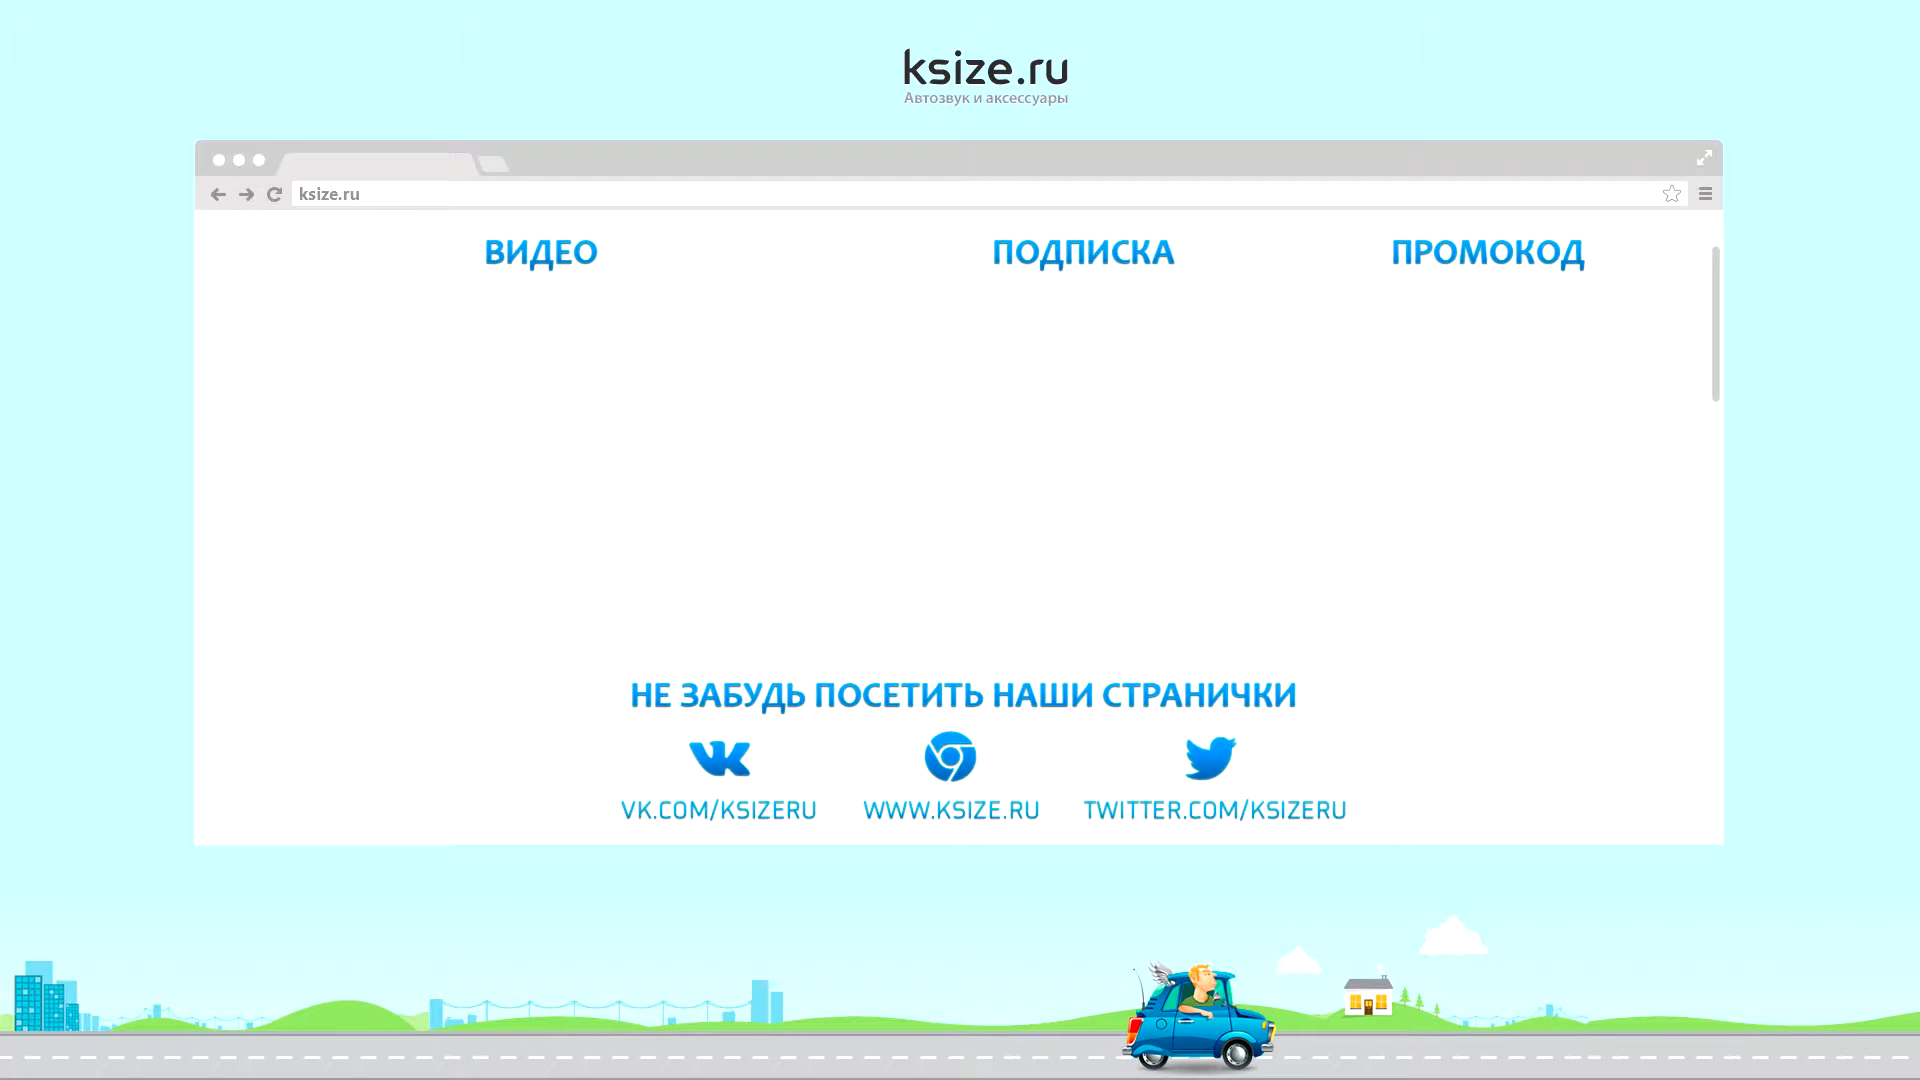 ksize.ru
Автозвук и аксессуары
ksize.ru
ВИДЕО ПОДПИСКА ПРОМОКОД
НЕ ЗАБУДЬ ПОСЕТИТЬ НАШИ СТРАНИЧКИ
VK.COM/KSIZERU WWW.KSIZE.RU TWITTER.COM/KSIZERU